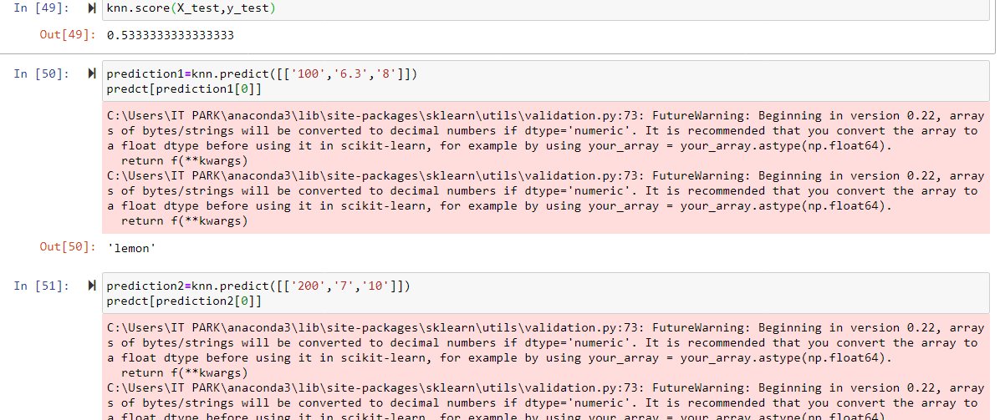 In [49]: knn.score(X_test,y_test)
Out[49]: 0.5333333333333333
In [50]: prediction1=knn.predict([['100','6.3','8']])
predct[prediction1[0]]
C:\Users\IT PARK\anaconda3\lib\site-packages\sklearn\utils\validation.py:73: FutureWarning: Beginning in version 0.22, array
s of bytes/strings will be converted to decimal numbers if dtype='numeric'. It is recommended that you convert the array to
a float dtype before using it in scikit-learn, for example by using your_array = your_array.astype(np.float64).
return f(**kwargs)
C:\Users\IT PARK\anaconda3\lib\site-packages\sklearn\utils\validation.py:73: FutureWarning: Beginning in version 0.22, array
s of bytes/strings will be converted to decimal numbers if dtype='numeric'. It is recommended that you convert the array to
a float dtype before using it in scikit-learn, for example by using your_array = your_array.astype(np.float64).
return f(**kwargs)
Out[50]: 'lemon'
In [51]: prediction2=knn.predict([['200','7','10']])
predct[prediction2[0]]
C:\Users\IT PARK\anaconda3\lib\site-packages\sklearn\utils\validation.py:73: FutureWarning: Beginning in version 0.22, array
s of bytes/strings will be converted to decimal numbers if dtype='numeric'. It is recommended that you convert the array to
a float dtype before using it in scikit-learn, for example by using your_array = your_array.astype(np.float64).
return f(**kwargs)
C:\Users\IT PARK\anaconda3\lib\site-packages\sklearn\utils\validation.py:73: FutureWarning: Beginning in version 0.22, array
s of bytes/strings will be converted to decimal numbers if dtype='numeric'. It is recommended that you convert the array to
a float dtype before using it in scikit-learn, for example by using your_array = your_array.astype(np.float64).